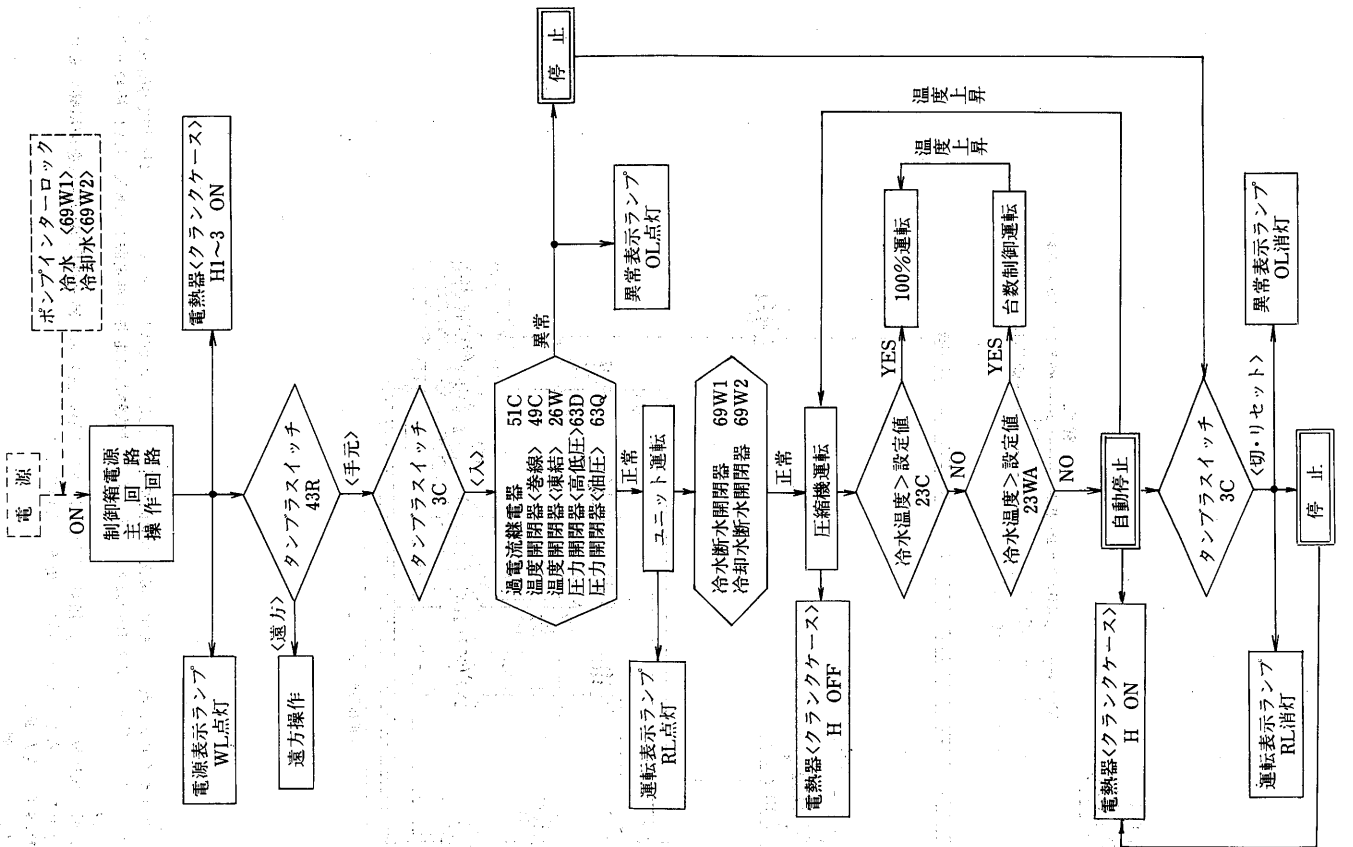 電源
ポンプインターロック
冷水 <69W1>
冷却水<69W2>
ON
制御箱電源
主回路
操作回路
電源表示ランプ
WL点灯
電熱器<クランクケース>
H1~3 ON
タンブラスイッチ
43R
<遠方>
遠方操作
<手元>
タンブラスイッチ
3C
<入>
過電流継電器 51C
温度開閉器<巻線> 49C
温度開閉器<凍結> 26W
圧力開閉器<高低圧>63D
圧力開閉器<油圧> 63Q
異常
停止
異常表示ランプ
OL点灯
正常
ユニット運転
運転表示ランプ
RL点灯
冷水断水開閉器 69W1
冷却水断水開閉器 69W2
正常
圧縮機運転
電熱器<クランクケース>
H OFF
冷水温度>設定値
23C
YES
100%運転
NO
温度上昇
冷水温度>設定値
23WA
YES
台数制御運転
NO
温度上昇
自動停止
電熱器<クランクケース>
H ON
タンブラスイッチ
3C
<切・リセット>
運転表示ランプ
RL消灯
異常表示ランプ
OL消灯
停止